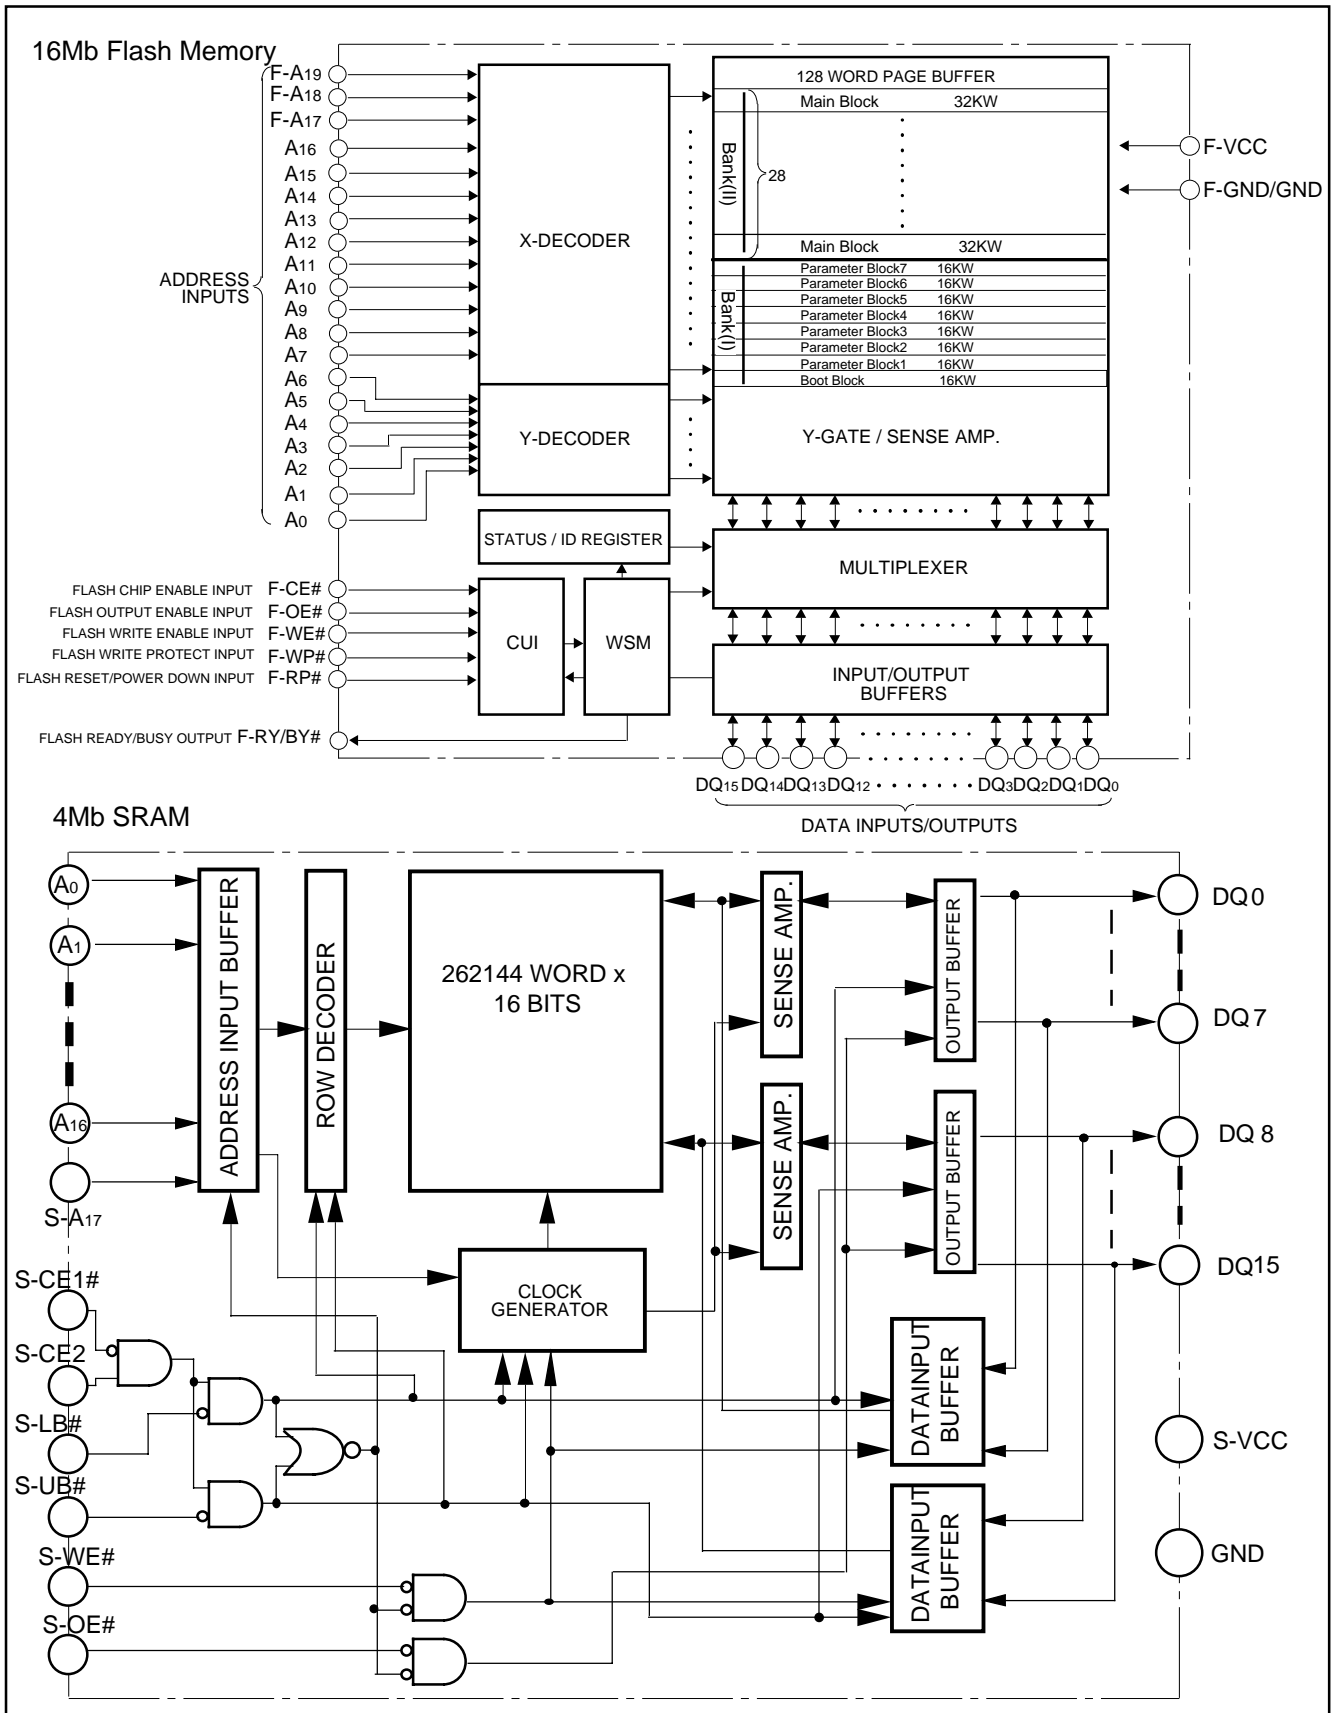 16Mb Flash Memory
F-A19
F-A18
F-A17
A16
A15
A14
A13
A12
A11
A10
A9
A8
A7
A6
A5
A4
A3
A2
A1
A0
ADDRESS
INPUTS
X-DECODER
Y-DECODER
128 WORD PAGE BUFFER
Main Block 32KW
Bank(II)
28
Main Block 32KW
Bank(I)
Parameter Block7 16KW
Parameter Block6 16KW
Parameter Block5 16KW
Parameter Block4 16KW
Parameter Block3 16KW
Parameter Block2 16KW
Parameter Block1 16KW
Boot Block 16KW
Y-GATE / SENSE AMP.
F-VCC
F-GND/GND
STATUS / ID REGISTER
MULTIPLEXER
FLASH CHIP ENABLE INPUT F-CE#
FLASH OUTPUT ENABLE INPUT F-OE#
FLASH WRITE ENABLE INPUT F-WE#
FLASH WRITE PROTECT INPUT F-WP#
FLASH RESET/POWER DOWN INPUT F-RP#
CUI
WSM
INPUT/OUTPUT
BUFFERS
FLASH READY/BUSY OUTPUT F-RY/BY#
DQ15 DQ14 DQ13 DQ12 DQ3 DQ2 DQ1 DQ0
DATA INPUTS/OUTPUTS
4Mb SRAM
A0
A1
A16
S-A17
ADDRESS INPUT BUFFER
ROW DECODER
262144 WORD x
16 BITS
SENSE AMP.
OUTPUT BUFFER
DQ0
DQ7
SENSE AMP.
OUTPUT BUFFER
DQ8
DQ15
CLOCK
GENERATOR
S-CE1#
S-CE2
S-LB#
S-UB#
S-WE#
S-OE#
DATAINPUT
BUFFER
DATAINPUT
BUFFER
S-VCC
GND